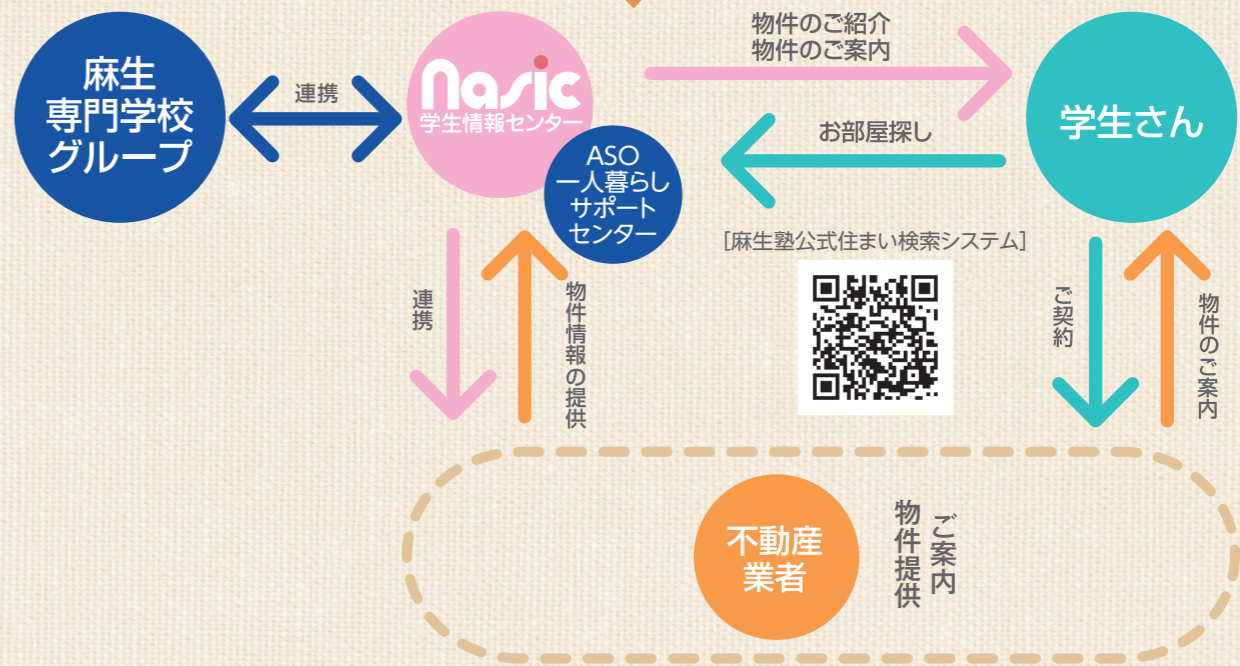 麻生
専門学校
グループ
連携
Nasic
学生情報センター
ASO
一人暮らし
サポート
センター
物件のご紹介
物件のご案内
お部屋探し
学生さん
[麻生塾公式住まい検索システム]
連携
物件情報の提供
ご契約
物件のご案内
不動産
業者
ご案内
物件提供